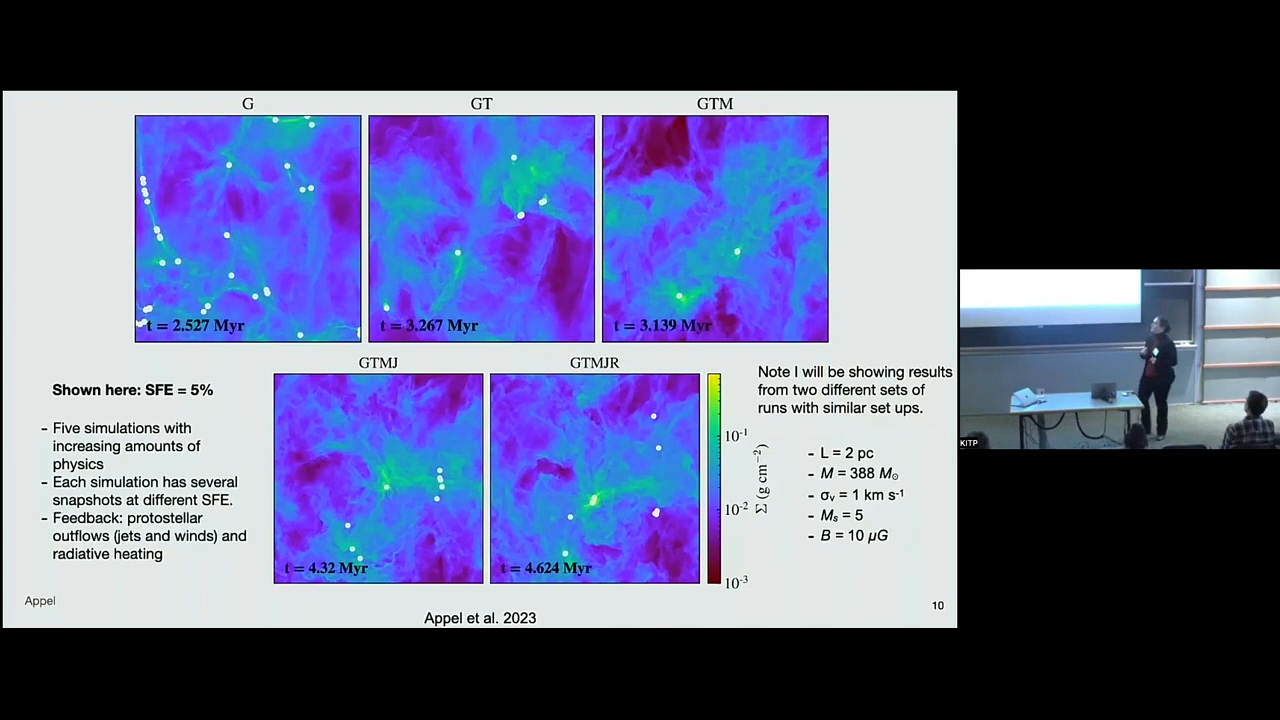 G
GT
GTM
t = 2.527 Myr
t = 3.267 Myr
t = 3.139 Myr
GTMJ
GTMJR
t = 4.32 Myr
t = 4.624 Myr
10⁻¹
10⁻²
10⁻³
Σ (g cm⁻²)
Shown here: SFE = 5%
- Five simulations with
increasing amounts of
physics
- Each simulation has several
snapshots at different SFE.
- Feedback: protostellar
outflows (jets and winds) and
radiative heating
Note I will be showing results
from two different sets of
runs with similar set ups.
- L = 2 pc
- M = 388 M☉
- σᵥ = 1 km s⁻¹
- Mₛ = 5
- B = 10 μG
Appel
Appel et al. 2023
10
KITP